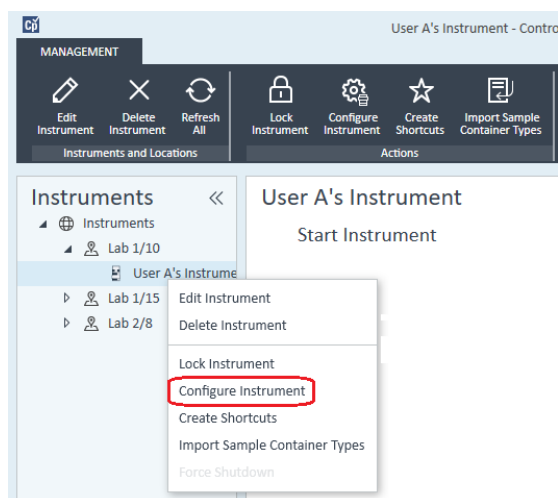 Cp
User A's Instrument - Contro
MANAGEMENT
Edit Instrument
Delete Instrument
Refresh All
Lock Instrument
Configure Instrument
Create Shortcuts
Import Sample Container Types
Instruments and Locations
Actions
Instruments
Instruments
Lab 1/10
User A's Instrume
Lab 1/15
Lab 2/8
User A's Instrument
Start Instrument
Edit Instrument
Delete Instrument
Lock Instrument
Configure Instrument
Create Shortcuts
Import Sample Container Types
Force Shutdown